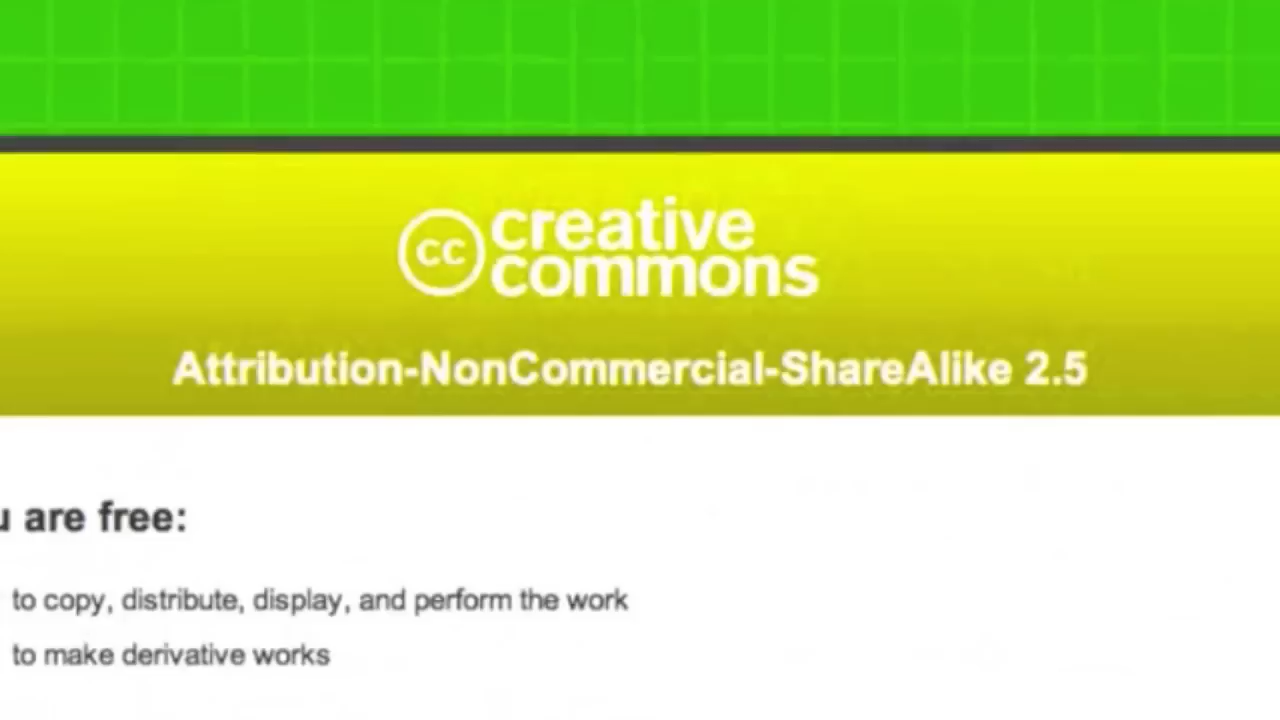 cc creative
commons
Attribution-NonCommercial-ShareAlike 2.5
u are free:
to copy, distribute, display, and perform the work
to make derivative works